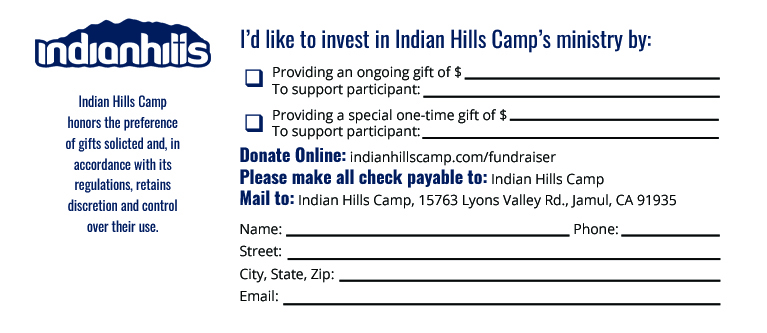 indianhills
Indian Hills Camp
honors the preference
of gifts solicted and, in
accordance with its
regulations, retains
discretion and control
over their use.
I’d like to invest in Indian Hills Camp’s ministry by:
Providing an ongoing gift of $
To support participant:
Providing a special one-time gift of $
To support participant:
Donate Online: indianhillscamp.com/fundraiser
Please make all check payable to: Indian Hills Camp
Mail to: Indian Hills Camp, 15763 Lyons Valley Rd., Jamul, CA 91935
Name: Phone:
Street:
City, State, Zip:
Email: